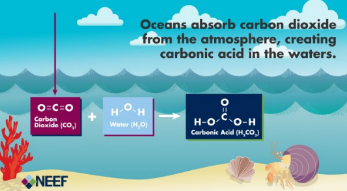 Oceans absorb carbon dioxide
from the atmosphere, creating
carbonic acid in the waters.
O=C=O
Carbon
Dioxide (CO₂)
+
H-O-H
Water (H₂O)
O
C
H-O O-H
Carbonic Acid (H₂CO₃)
NEEF